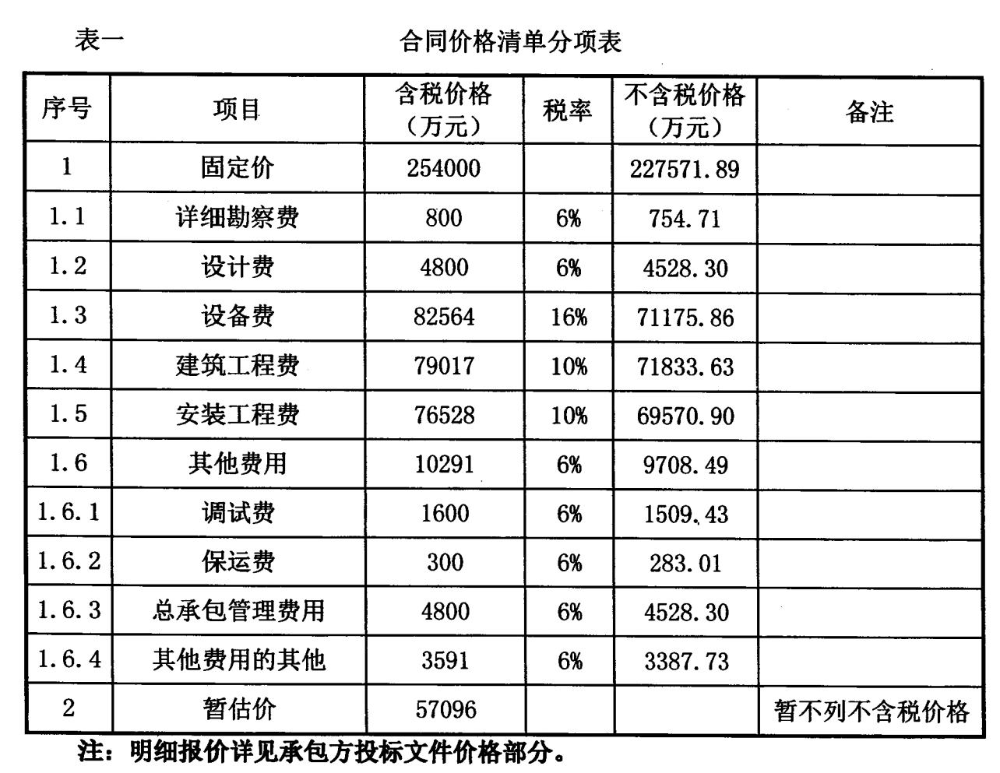 表一 合同价格清单分项表
序号 项目 含税价格（万元） 税率 不含税价格（万元） 备注
1 固定价 254000 227571.89
1.1 详细勘察费 800 6% 754.71
1.2 设计费 4800 6% 4528.30
1.3 设备费 82564 16% 71175.86
1.4 建筑工程费 79017 10% 71833.63
1.5 安装工程费 76528 10% 69570.90
1.6 其他费用 10291 6% 9708.49
1.6.1 调试费 1600 6% 1509.43
1.6.2 保运费 300 6% 283.01
1.6.3 总承包管理费用 4800 6% 4528.30
1.6.4 其他费用的其他 3591 6% 3387.73
2 暂估价 57096 暂不列不含税价格
注：明细报价详见承包方投标文件价格部分。